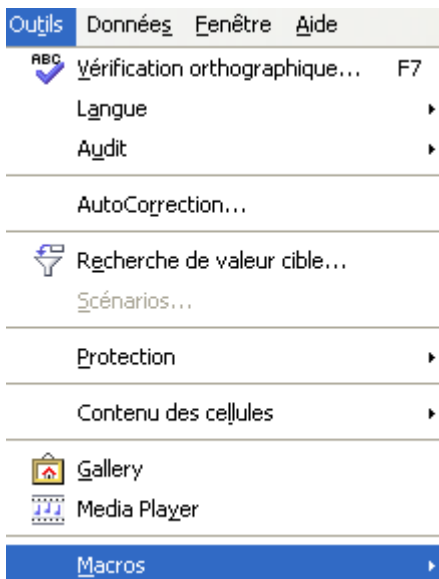 Outils Données Fenêtre Aide
ABC Vérification orthographique... F7
Langue
Audit
AutoCorrection...
Recherche de valeur cible...
Scénarios...
Protection
Contenu des cellules
Gallery
Media Player
Macros